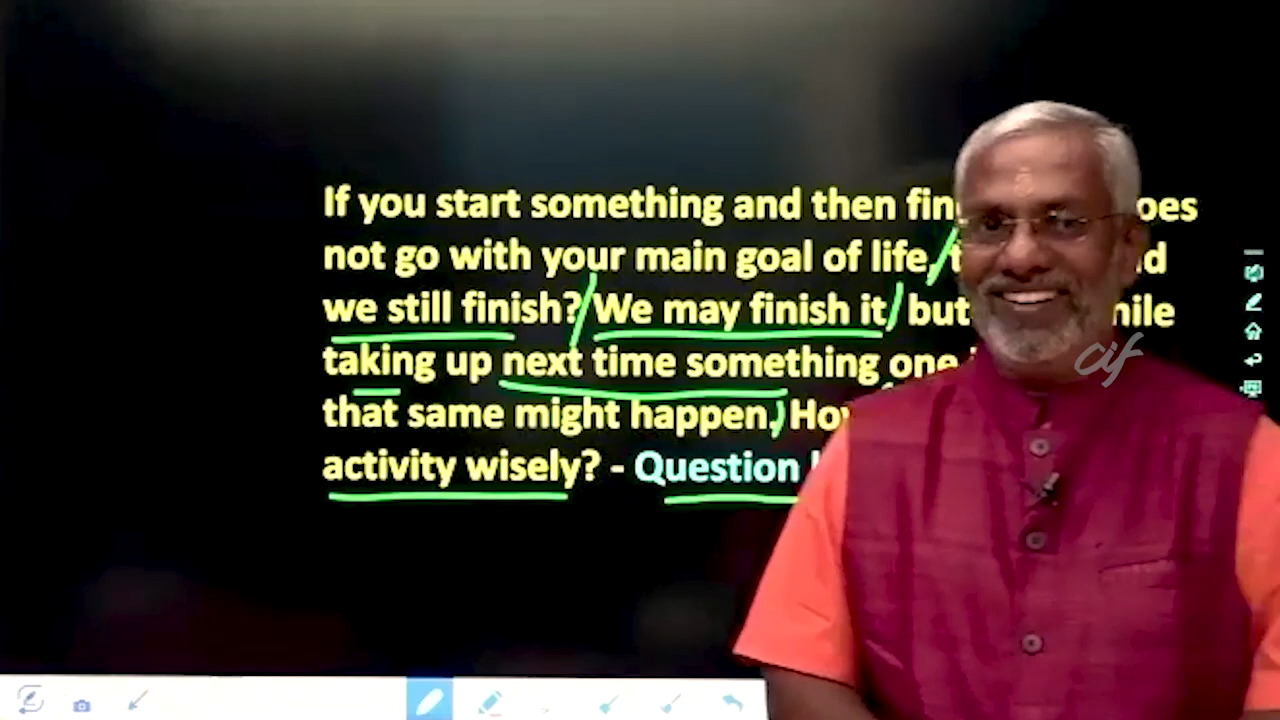 If you start something and then fin oes
not go with your main goal of life, d
we still finish? We may finish it, but
taking up next time something one
that same might happen. How
activity wisely? - Question
cif